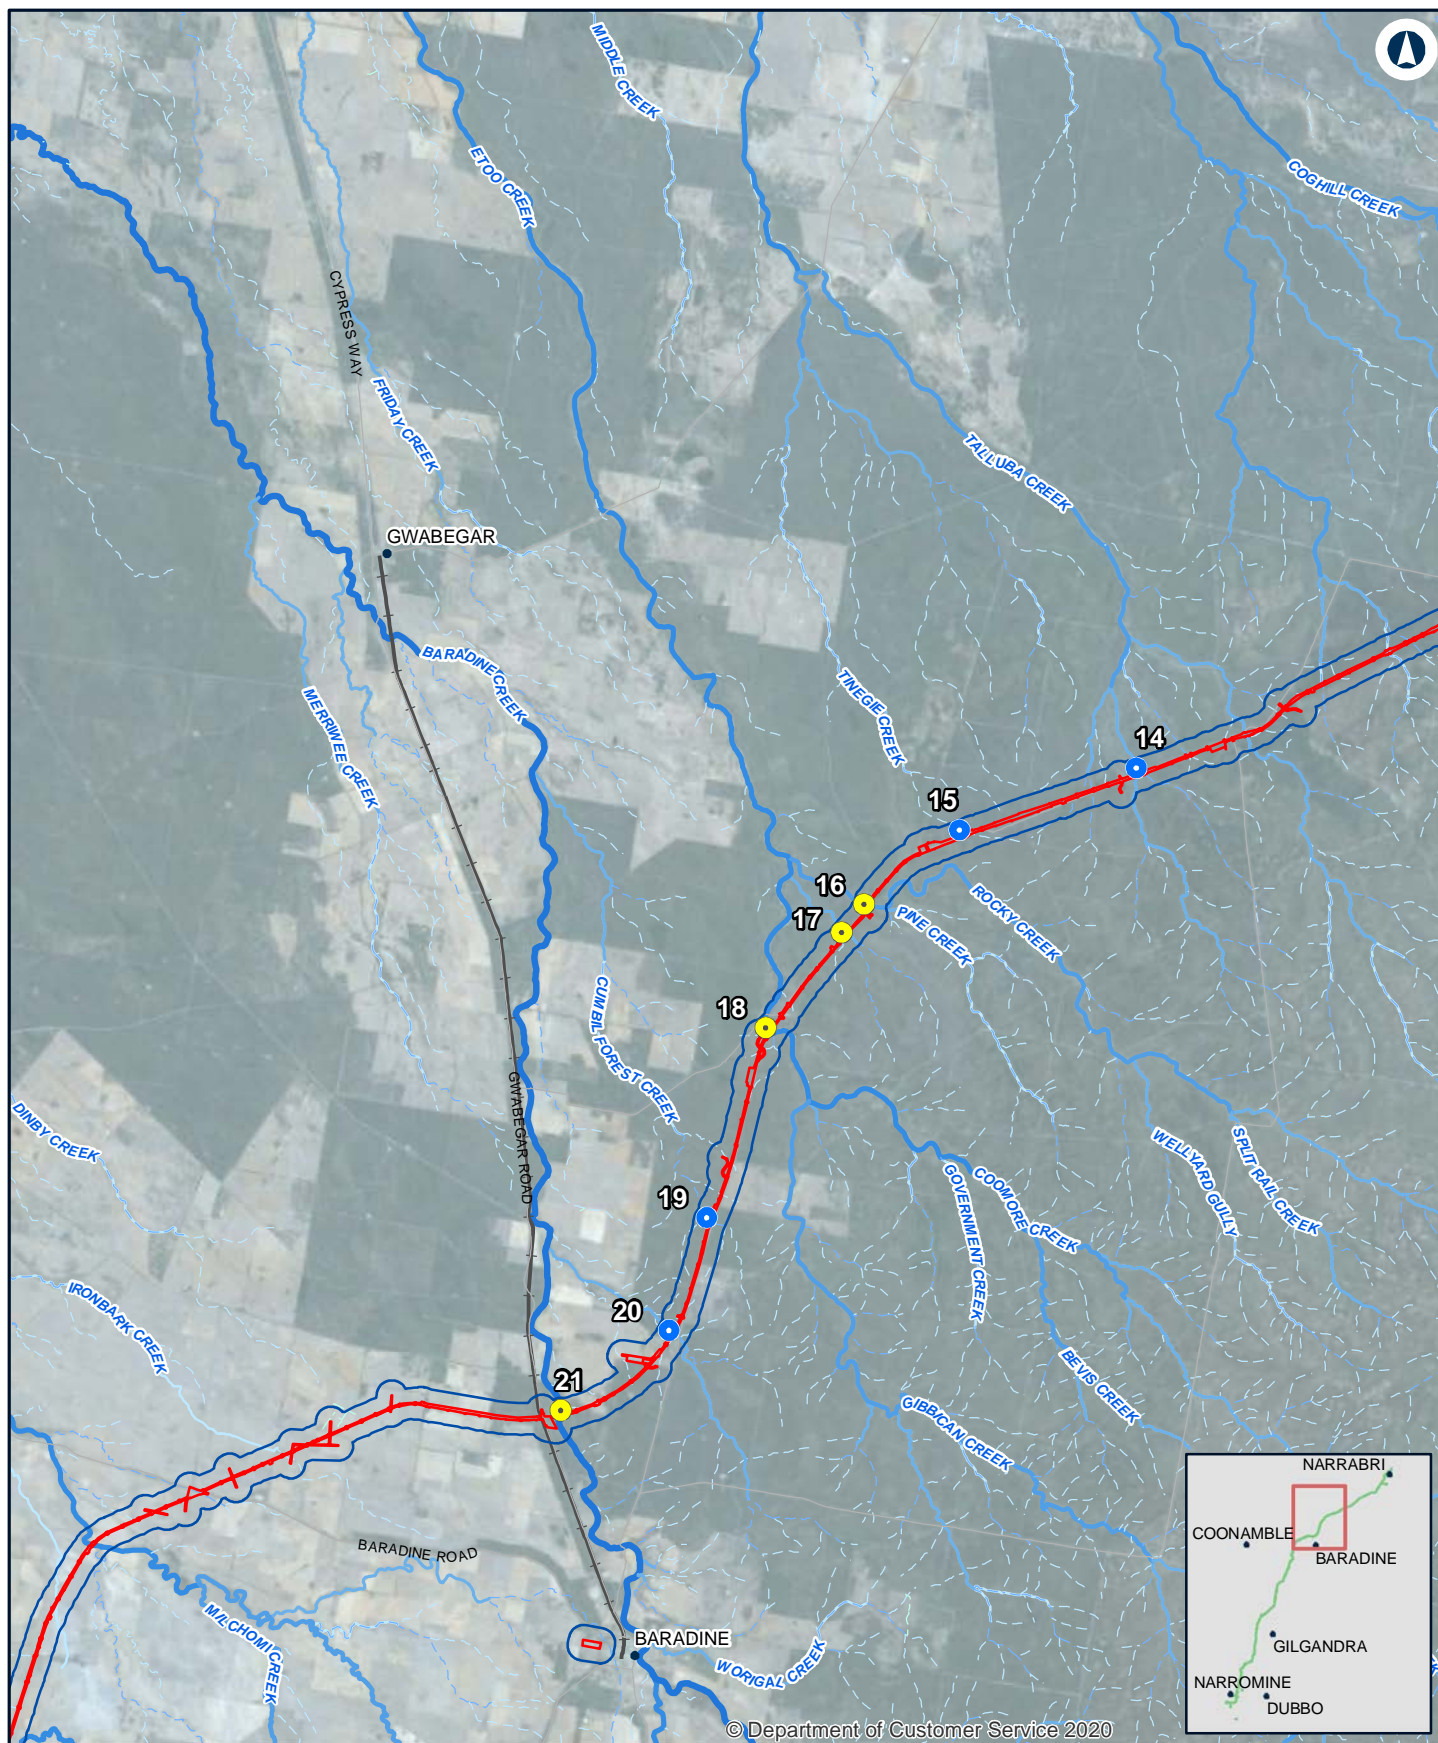 MIDDLE CREEK
ETOO CREEK
COGHILL CREEK
CYPRESS WAY
FRIDAY CREEK
TALLUBA CREEK
GWABEGAR
BARADINE CREEK
MERRIWEE CREEK
TINEGIE CREEK
14
15
16
17
ROCKY CREEK
PINE CREEK
18
CUMBIL FOREST CREEK
GWABEGAR ROAD
DINBY CREEK
WELLYARD GULLY
SPLIT RAIL CREEK
GOVERNMENT CREEK
COOMORE CREEK
19
IRONBARK CREEK
20
21
BEVIS CREEK
GIBBICAN CREEK
BARADINE ROAD
MILCHOMI CREEK
BARADINE
WORIGAL CREEK
NARRABRI
COONAMBLE
BARADINE
GILGANDRA
NARROMINE
DUBBO
© Department of Customer Service 2020